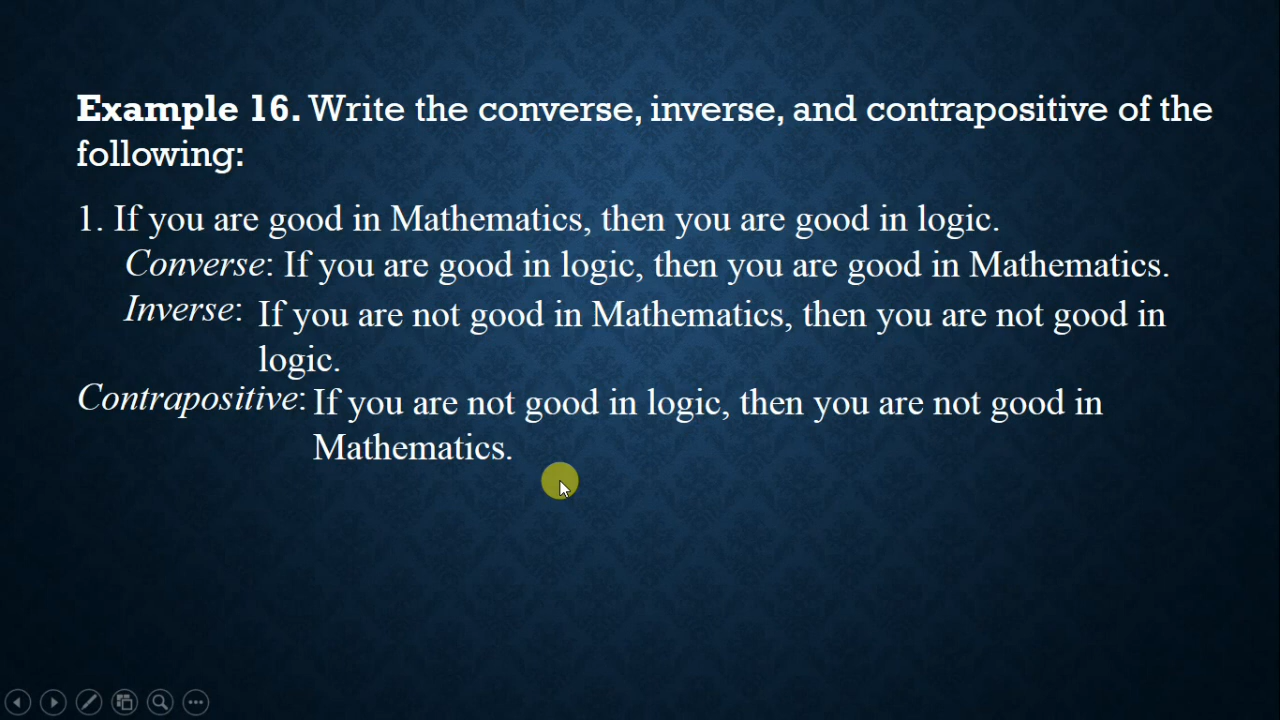 Example 16. Write the converse, inverse, and contrapositive of the
following:
1. If you are good in Mathematics, then you are good in logic.
Converse: If you are good in logic, then you are good in Mathematics.
Inverse: If you are not good in Mathematics, then you are not good in
logic.
Contrapositive: If you are not good in logic, then you are not good in
Mathematics.